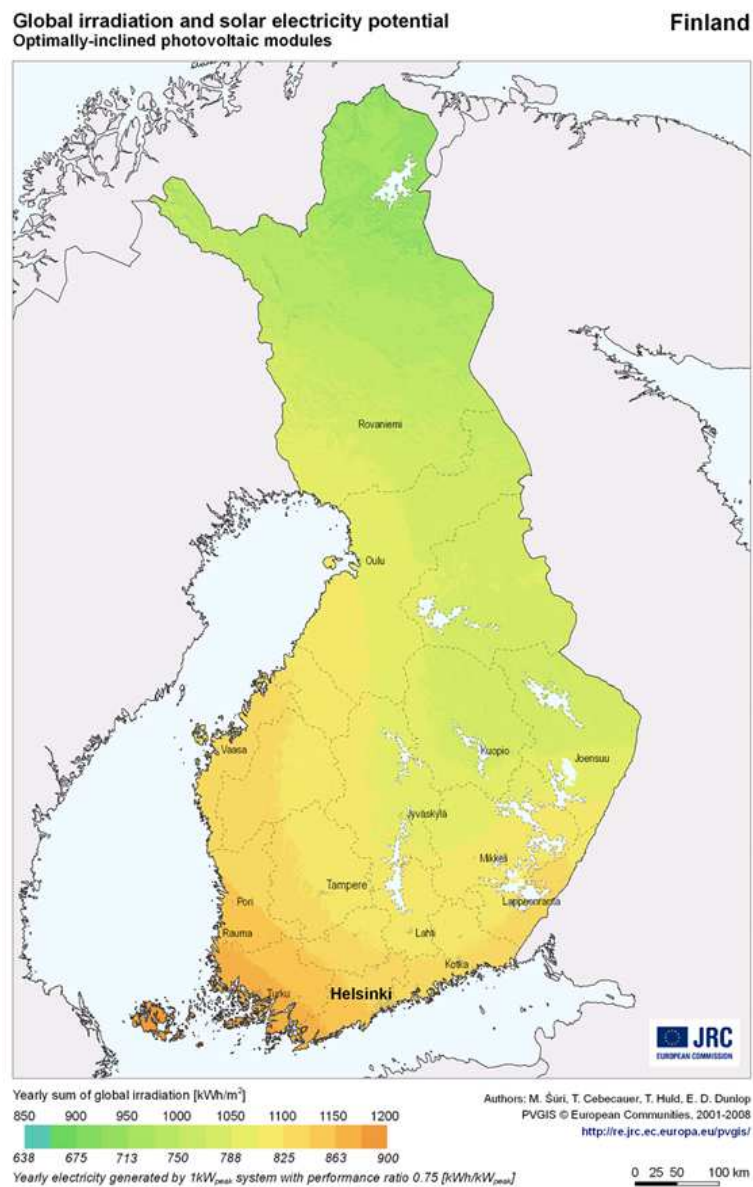 Global irradiation and solar electricity potential
Optimally-inclined photovoltaic modules
Finland
Rovaniemi
Oulu
Vaasa
Kuopio
Joensuu
Jyväskylä
Mikkeli
Tampere
Pori
Lappeenranta
Rauma
Lahti
Kotka
Turku
Helsinki
JRC
EUROPEAN COMMISSION
Yearly sum of global irradiation [kWh/m²]
850 900 950 1000 1050 1100 1150 1200
638 675 713 750 788 825 863 900
Yearly electricity generated by 1kWpeak system with performance ratio 0.75 [kWh/kWpeak]
Authors: M. Šúri, T. Cebecauer, T. Huld, E. D. Dunlop
PVGIS © European Communities, 2001-2008
http://re.jrc.ec.europa.eu/pvgis/
0 25 50 100 km